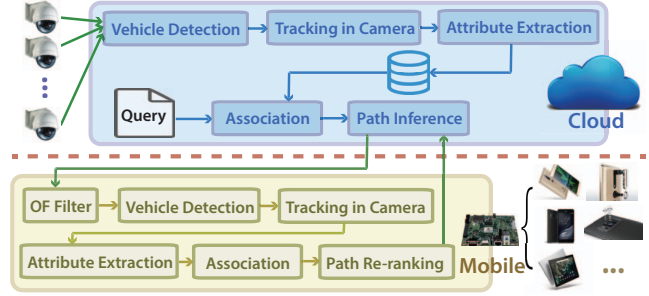 Vehicle Detection
Tracking in Camera
Attribute Extraction
Query
Association
Path Inference
Cloud
OF Filter
Vehicle Detection
Tracking in Camera
Attribute Extraction
Association
Path Re-ranking
Mobile
...